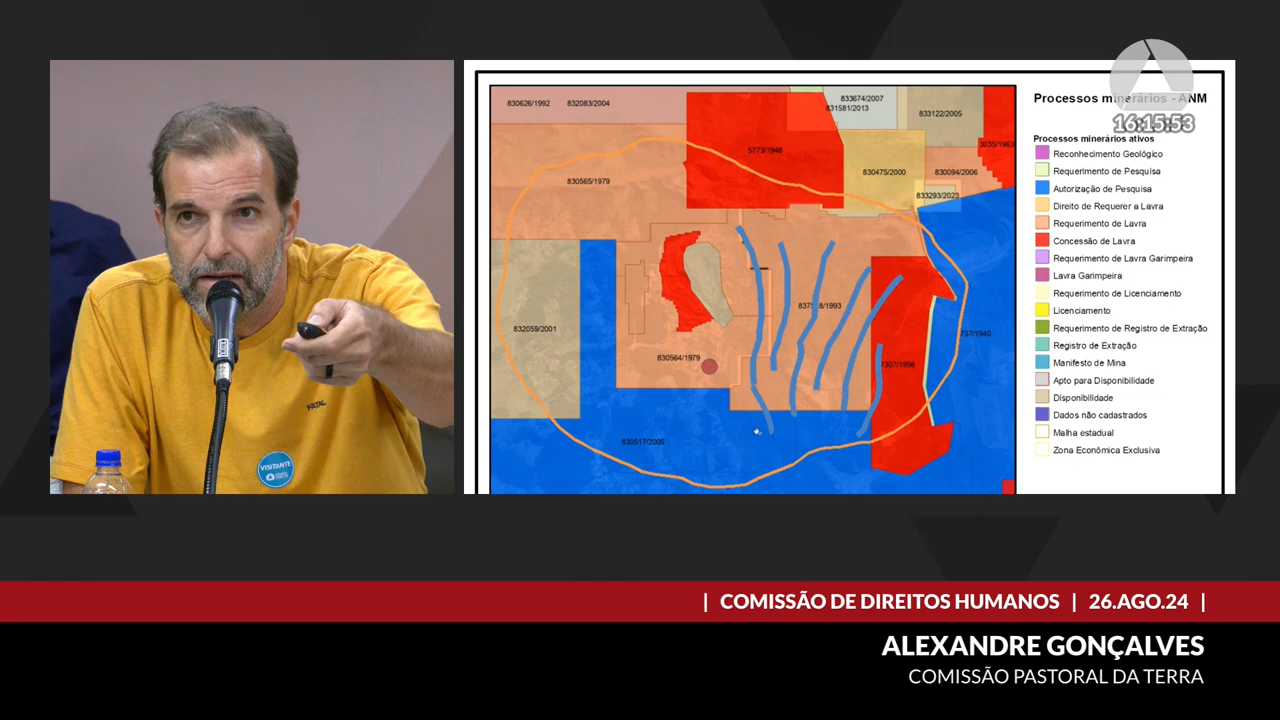 Processos minerários - ANM
16:15:53
Processos minerários ativos
Reconhecimento Geológico
Requerimento de Pesquisa
Autorização de Pesquisa
Direito de Requerer a Lavra
Requerimento de Lavra
Concessão de Lavra
Requerimento de Lavra Garimpeira
Lavra Garimpeira
Requerimento de Licenciamento
Licenciamento
Requerimento de Registro de Extração
Registro de Extração
Manifesto de Mina
Apto para Disponibilidade
Disponibilidade
Dados não cadastrados
Malha estadual
Zona Econômica Exclusiva
830626/1992
832083/2004
833674/2007
831581/2013
833122/2005
3035/1963
5773/1948
830475/2000
830094/2006
830565/1979
833293/2023
832059/2001
757/1940
830564/1979
7307/1956
830517/2005
FATAL
VISITANTE
| COMISSÃO DE DIREITOS HUMANOS | 26.AGO.24 |
ALEXANDRE GONÇALVES
COMISSÃO PASTORAL DA TERRA